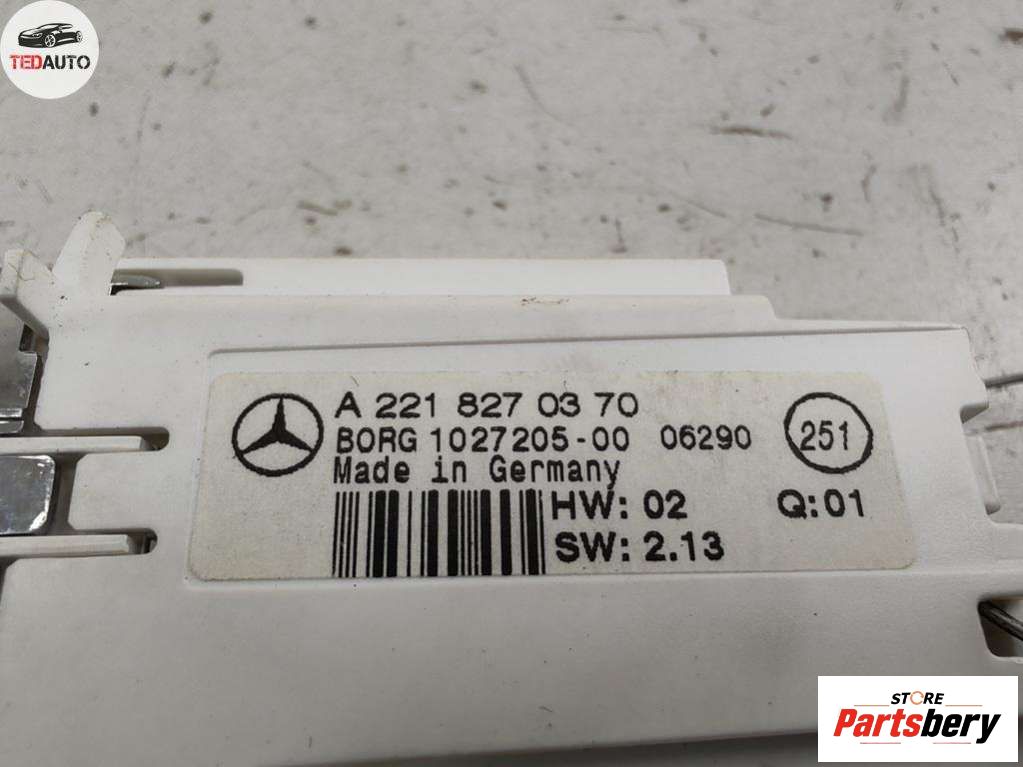 TEDAUTO
A 221 827 03 70
BORG 1027205-00 06290
251
Made in Germany
HW: 02 Q:01
SW: 2.13
STORE
Partsbery